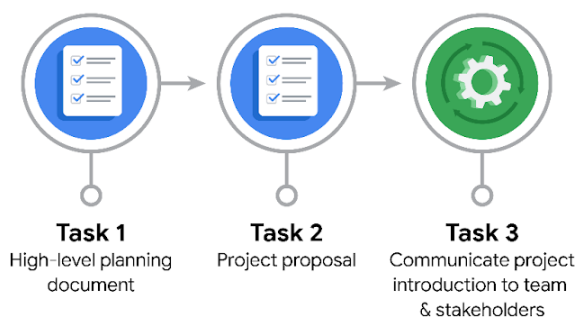 Task 1
High-level planning
document
Task 2
Project proposal
Task 3
Communicate project
introduction to team
& stakeholders